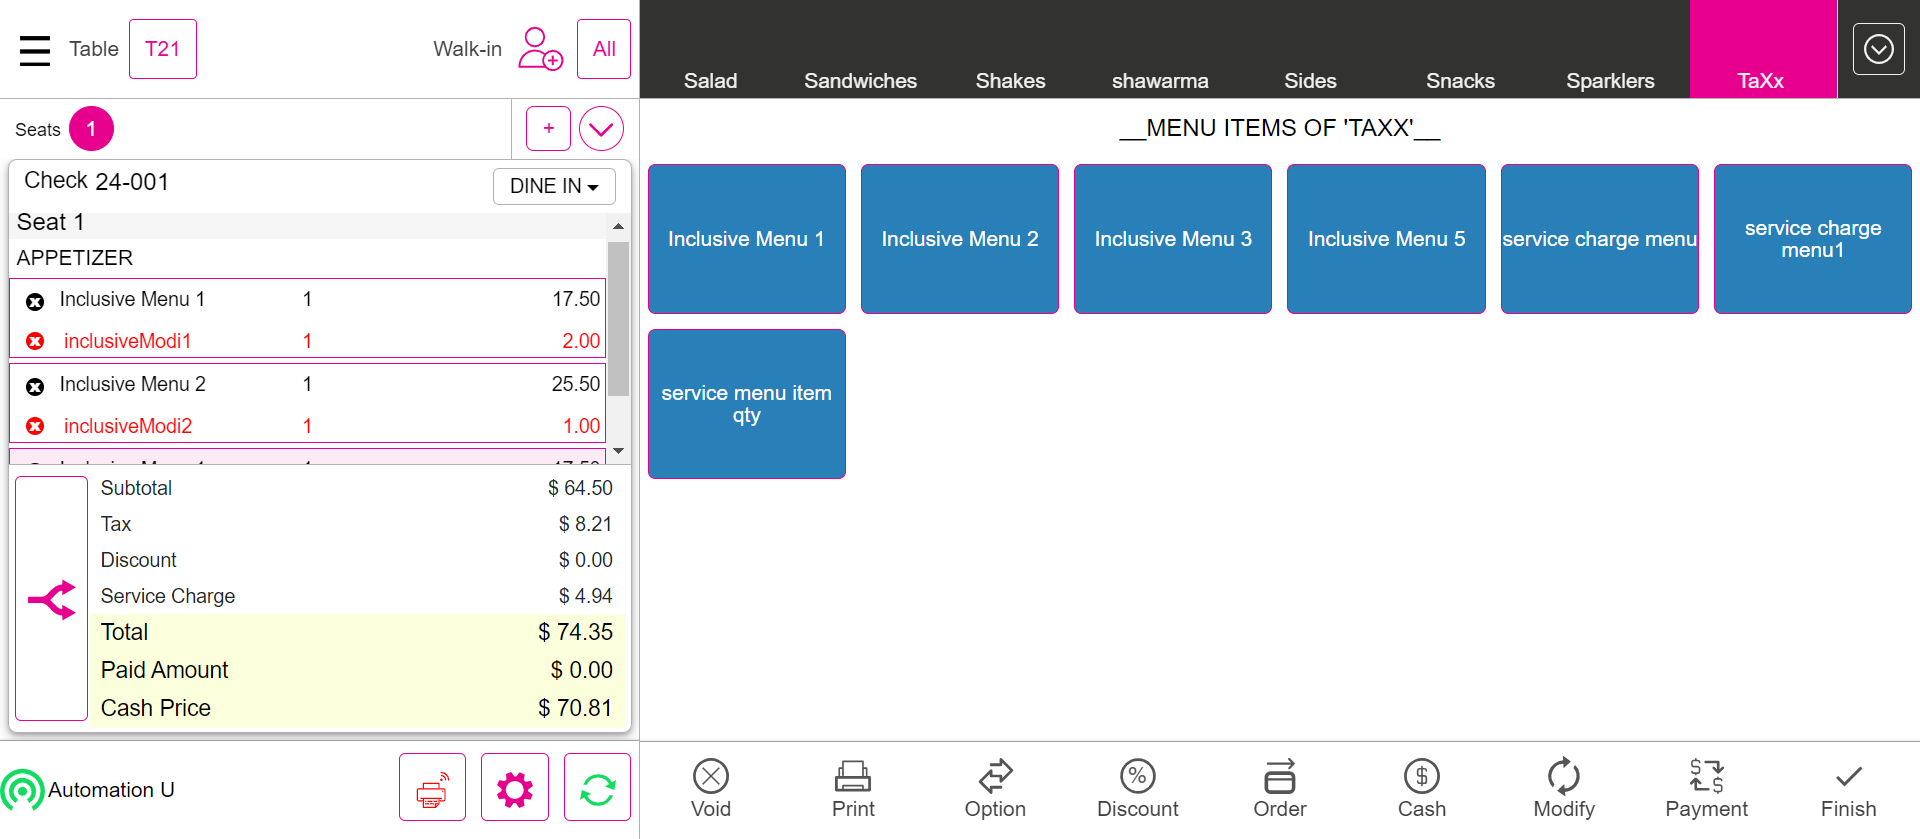 Table T21 Walk-in All
Salad Sandwiches Shakes shawarma Sides Snacks Sparklers TaXx
Seats 1 +
Check 24-001 DINE IN
Seat 1
APPETIZER
Inclusive Menu 1 1 17.50
inclusiveModi1 1 2.00
Inclusive Menu 2 1 25.50
inclusiveModi2 1 1.00
Subtotal $ 64.50
Tax $ 8.21
Discount $ 0.00
Service Charge $ 4.94
Total $ 74.35
Paid Amount $ 0.00
Cash Price $ 70.81
Automation U
__MENU ITEMS OF 'TAXX'__
Inclusive Menu 1
Inclusive Menu 2
Inclusive Menu 3
Inclusive Menu 5
service charge menu
service charge
menu1
service menu item
qty
Void Print Option Discount Order Cash Modify Payment Finish